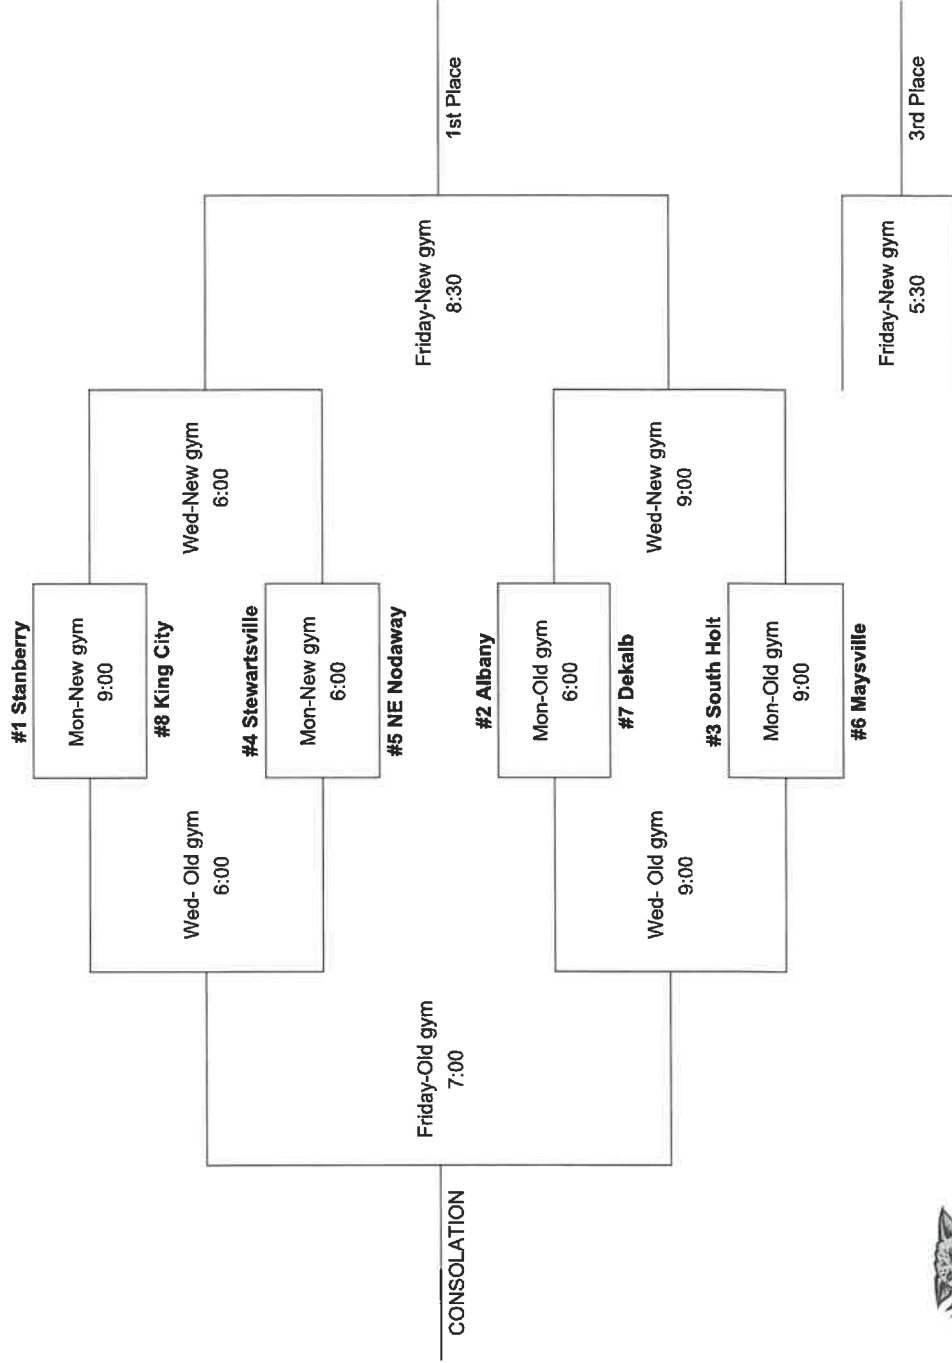 #1 Stanberry
Mon-New gym
9:00
#8 King City
#4 Stewartsville
Mon-New gym
6:00
#5 NE Nodaway
#2 Albany
Mon-Old gym
6:00
#7 Dekalb
#3 South Holt
Mon-Old gym
9:00
#6 Maysville
Wed-New gym
6:00
Wed-New gym
9:00
Friday-New gym
8:30
1st Place
Friday-New gym
5:30
3rd Place
Wed- Old gym
6:00
Wed- Old gym
9:00
Friday-Old gym
7:00
CONSOLATION